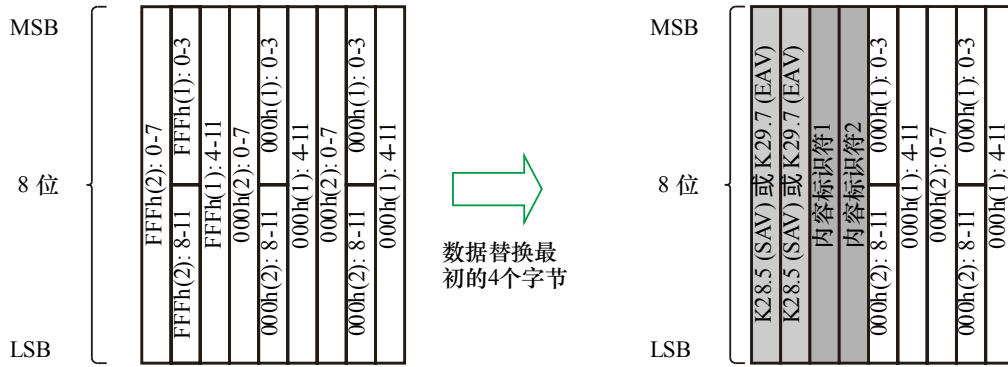 MSB
8 位
LSB
FFFh(2): 0-7
FFFh(1): 0-3
FFFh(2): 8-11
FFFh(1): 4-11
000h(2): 0-7
000h(1): 0-3
000h(2): 8-11
000h(1): 4-11
000h(2): 0-7
000h(1): 0-3
000h(2): 8-11
000h(1): 4-11
数据替换最
初的4个字节
MSB
8 位
LSB
K28.5 (SAV) 或 K29.7 (EAV)
K28.5 (SAV) 或 K29.7 (EAV)
内容标识符1
内容标识符2
000h(1): 0-3
000h(2): 8-11
000h(1): 4-11
000h(2): 0-7
000h(1): 0-3
000h(2): 8-11
000h(1): 4-11